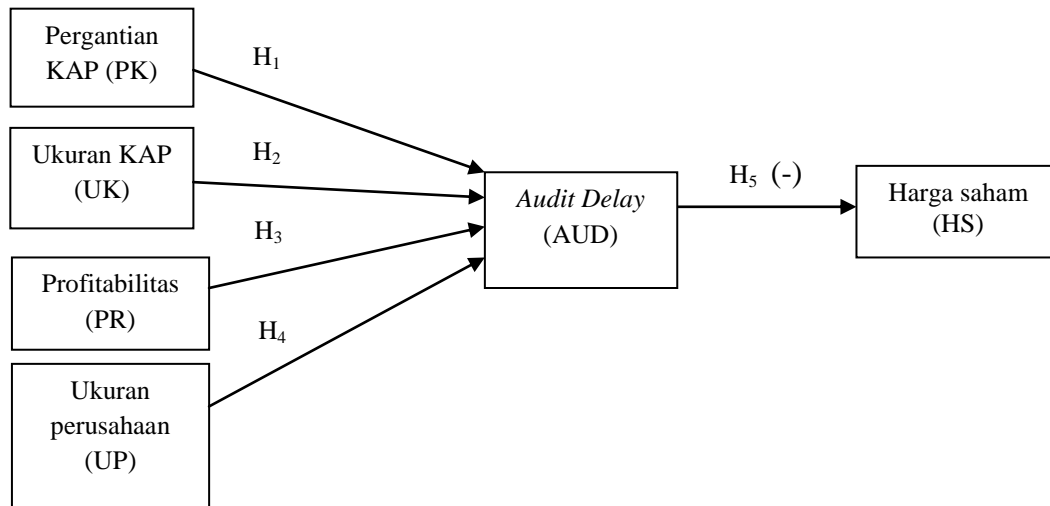 Pergantian
KAP (PK)
H₁
Ukuran KAP
(UK)
H₂
H₃
Profitabilitas
(PR)
H₄
Ukuran
perusahaan
(UP)
Audit Delay
(AUD)
H₅ (-)
Harga saham
(HS)